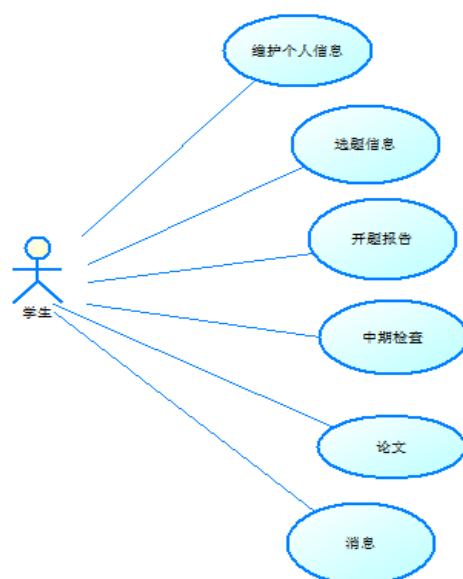 维护个人信息
选题信息
开题报告
学生
中期检查
论文
消息